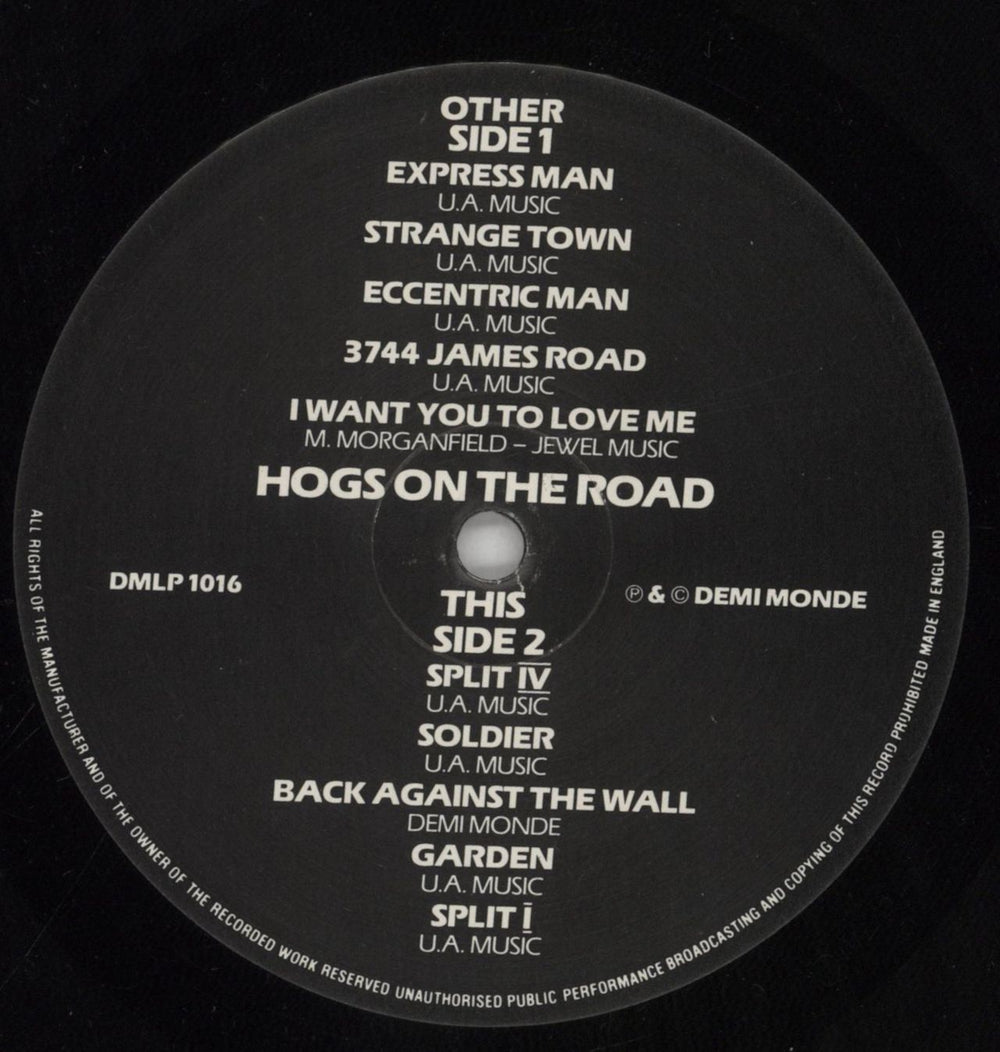 OTHER
SIDE 1
EXPRESS MAN
U.A. MUSIC
STRANGE TOWN
U.A. MUSIC
ECCENTRIC MAN
U.A. MUSIC
3744 JAMES ROAD
U.A. MUSIC
I WANT YOU TO LOVE ME
M. MORGANFIELD – JEWEL MUSIC
HOGS ON THE ROAD
DMLP 1016
℗ & © DEMI MONDE
THIS
SIDE 2
SPLIT IV
U.A. MUSIC
SOLDIER
U.A. MUSIC
BACK AGAINST THE WALL
DEMI MONDE
GARDEN
U.A. MUSIC
SPLIT I
U.A. MUSIC
ALL RIGHTS OF THE MANUFACTURER AND OF THE OWNER OF THE RECORDED WORK RESERVED UNAUTHORISED PUBLIC PERFORMANCE BROADCASTING AND COPYING OF THIS RECORD PROHIBITED MADE IN ENGLAND